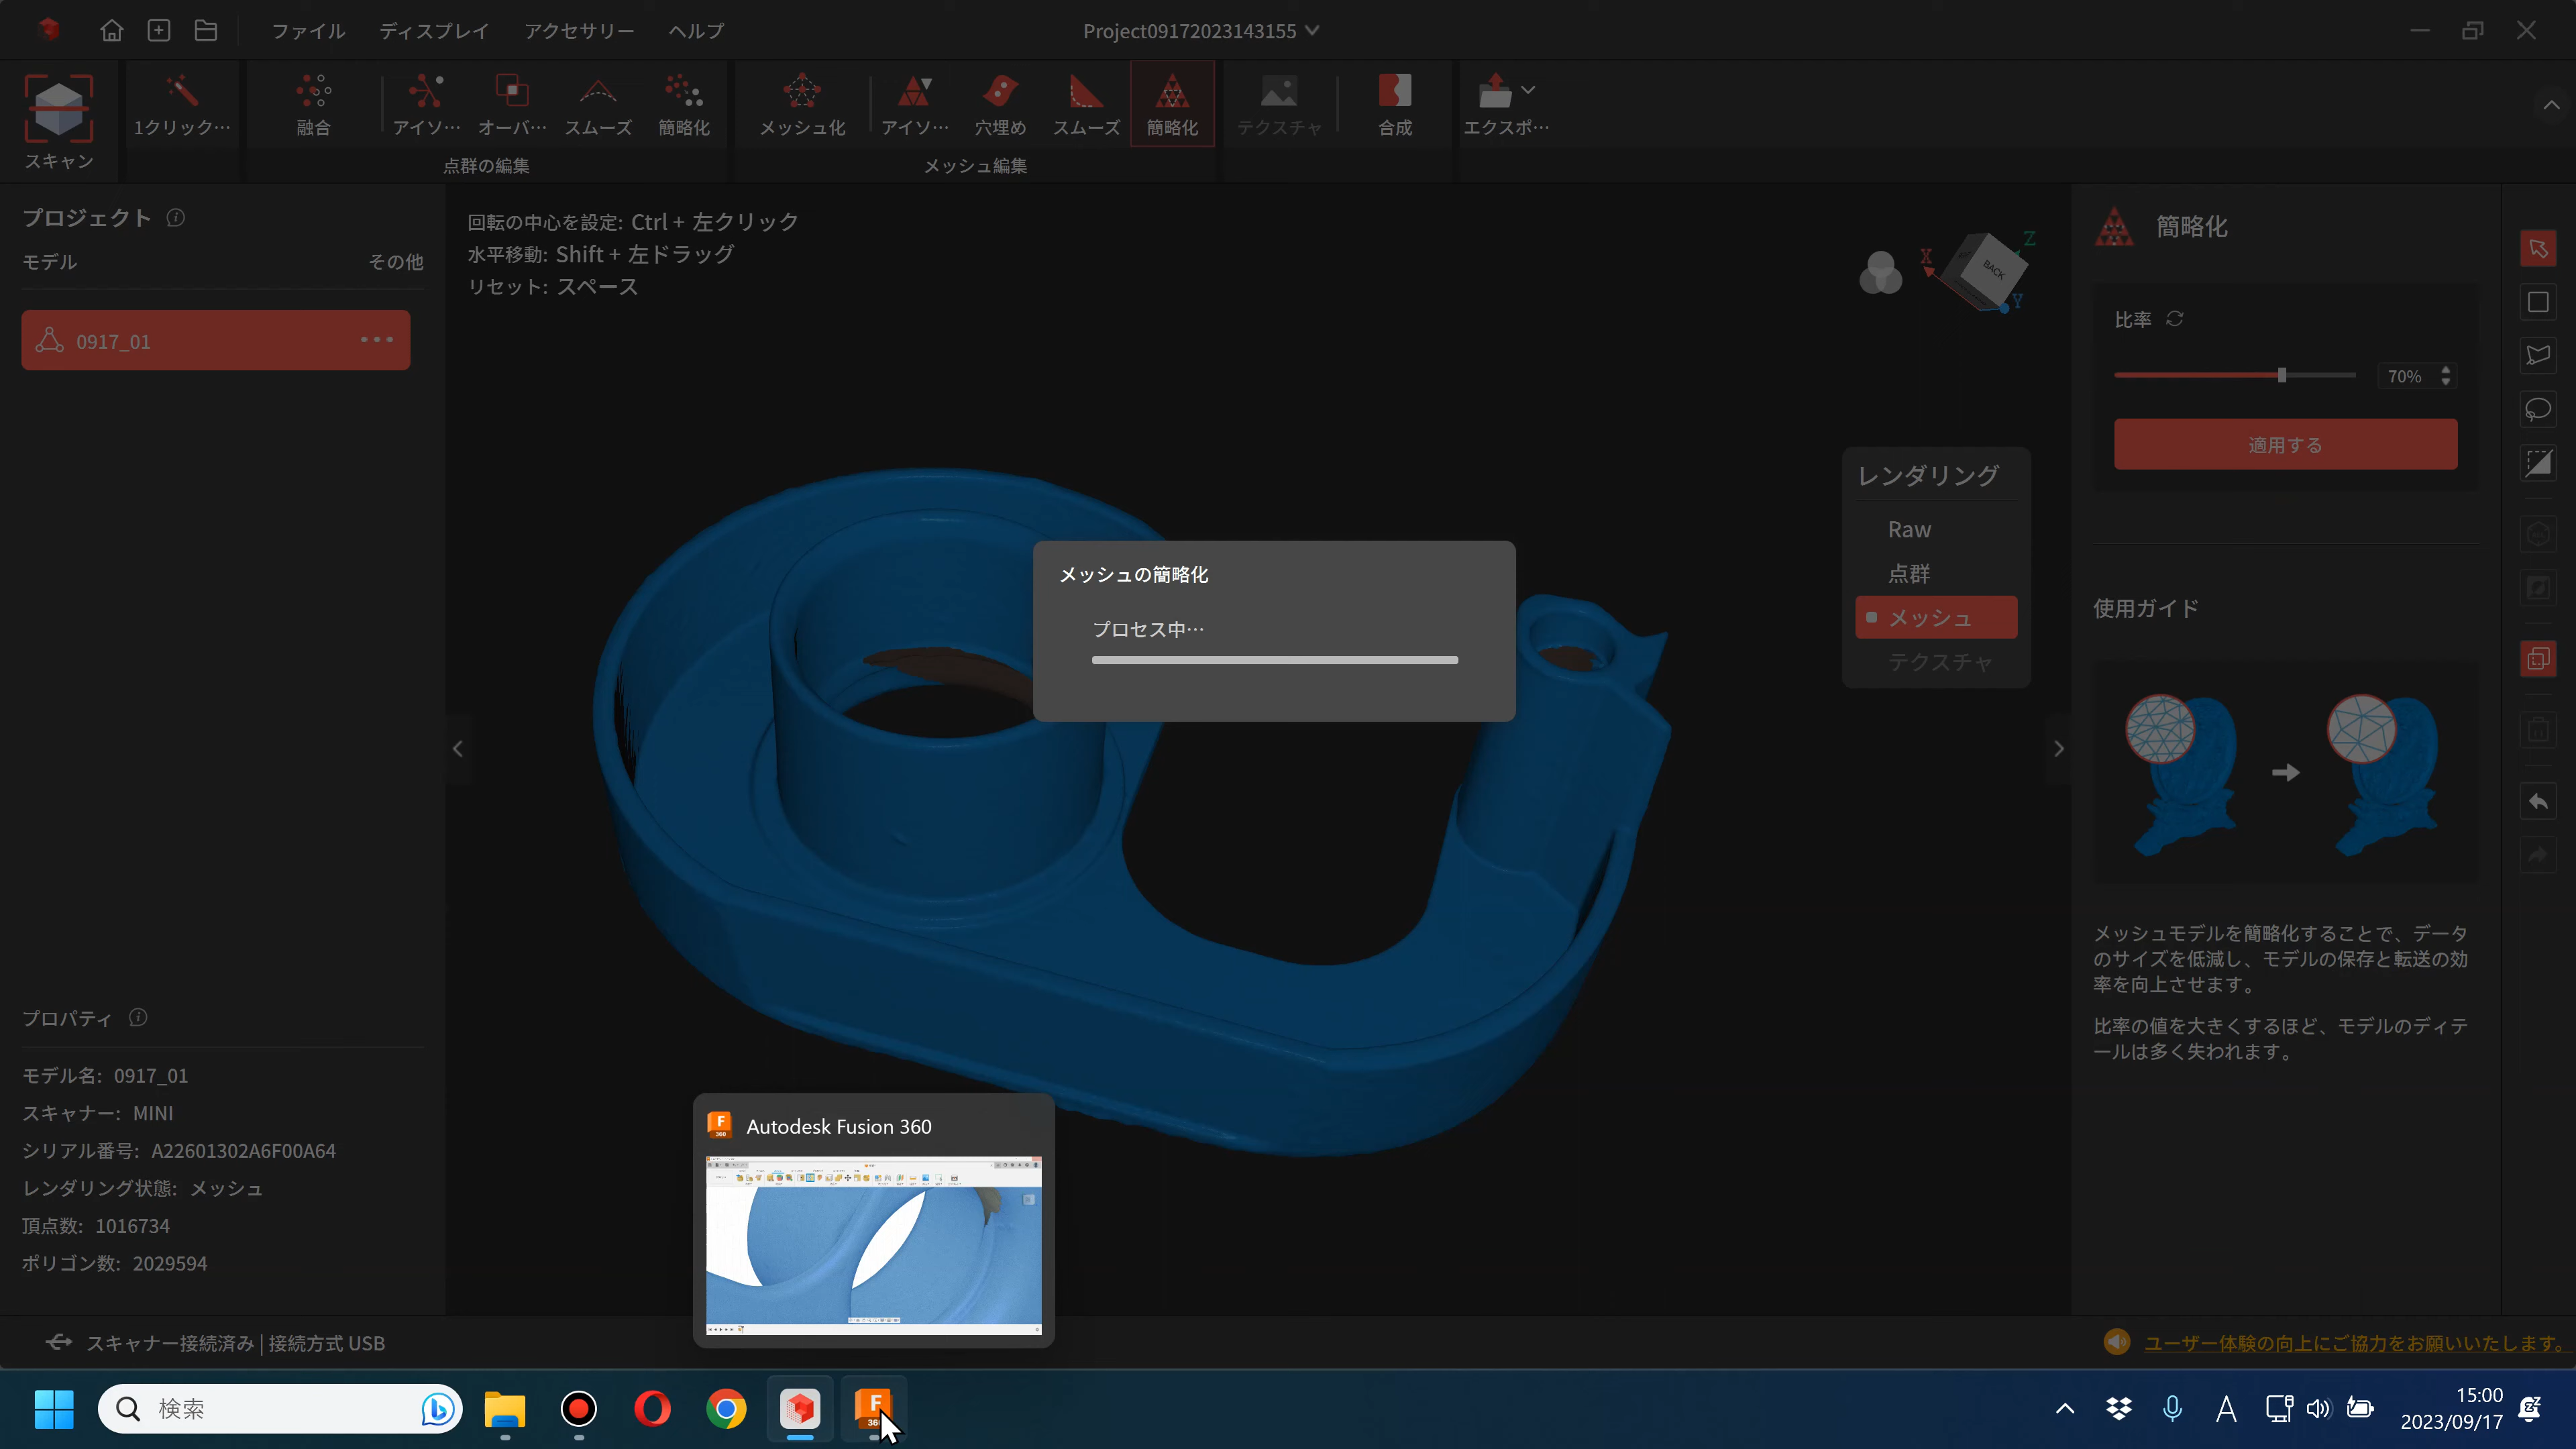 ファイル ディスプレイ アクセサリー ヘルプ Project09172023143155
スキャン
1クリック…
融合
アイソ…
オーバ…
スムーズ
簡略化
点群の編集
メッシュ化
アイソ…
穴埋め
スムーズ
簡略化
メッシュ編集
テクスチャ
合成
エクスポ…
プロジェクト
モデル その他
0917_01
プロパティ
モデル名: 0917_01
スキャナー: MINI
シリアル番号: A22601302A6F00A64
レンダリング状態: メッシュ
頂点数: 1016734
ポリゴン数: 2029594
回転の中心を設定: Ctrl + 左クリック
水平移動: Shift + 左ドラッグ
リセット: スペース
X
Z
Y
BACK
レンダリング
Raw
点群
メッシュ
テクスチャ
メッシュの簡略化
プロセス中…
簡略化
比率
70%
適用する
使用ガイド
メッシュモデルを簡略化することで、データ
のサイズを低減し、モデルの保存と転送の効
率を向上させます。
比率の値を大きくするほど、モデルのディテ
ールは多く失われます。
F
360
Autodesk Fusion 360
スキャナー接続済み | 接続方式 USB
ユーザー体験の向上にご協力をお願いいたします。
検索
F
360
A
15:00
2023/09/17